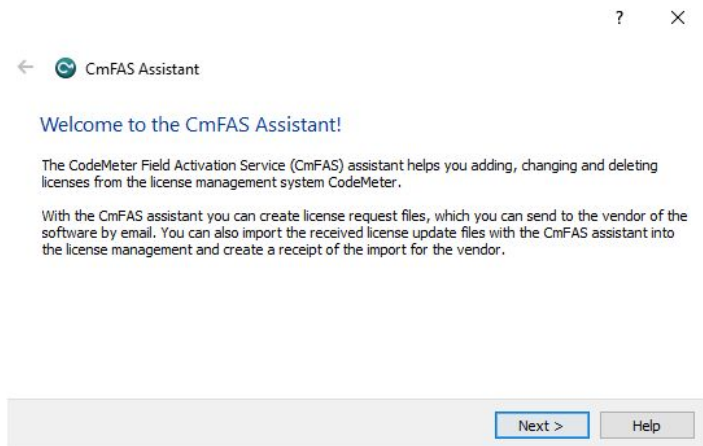 ?
CmFAS Assistant
Welcome to the CmFAS Assistant!
The CodeMeter Field Activation Service (CmFAS) assistant helps you adding, changing and deleting
licenses from the license management system CodeMeter.
With the CmFAS assistant you can create license request files, which you can send to the vendor of the
software by email. You can also import the received license update files with the CmFAS assistant into
the license management and create a receipt of the import for the vendor.
Next >
Help